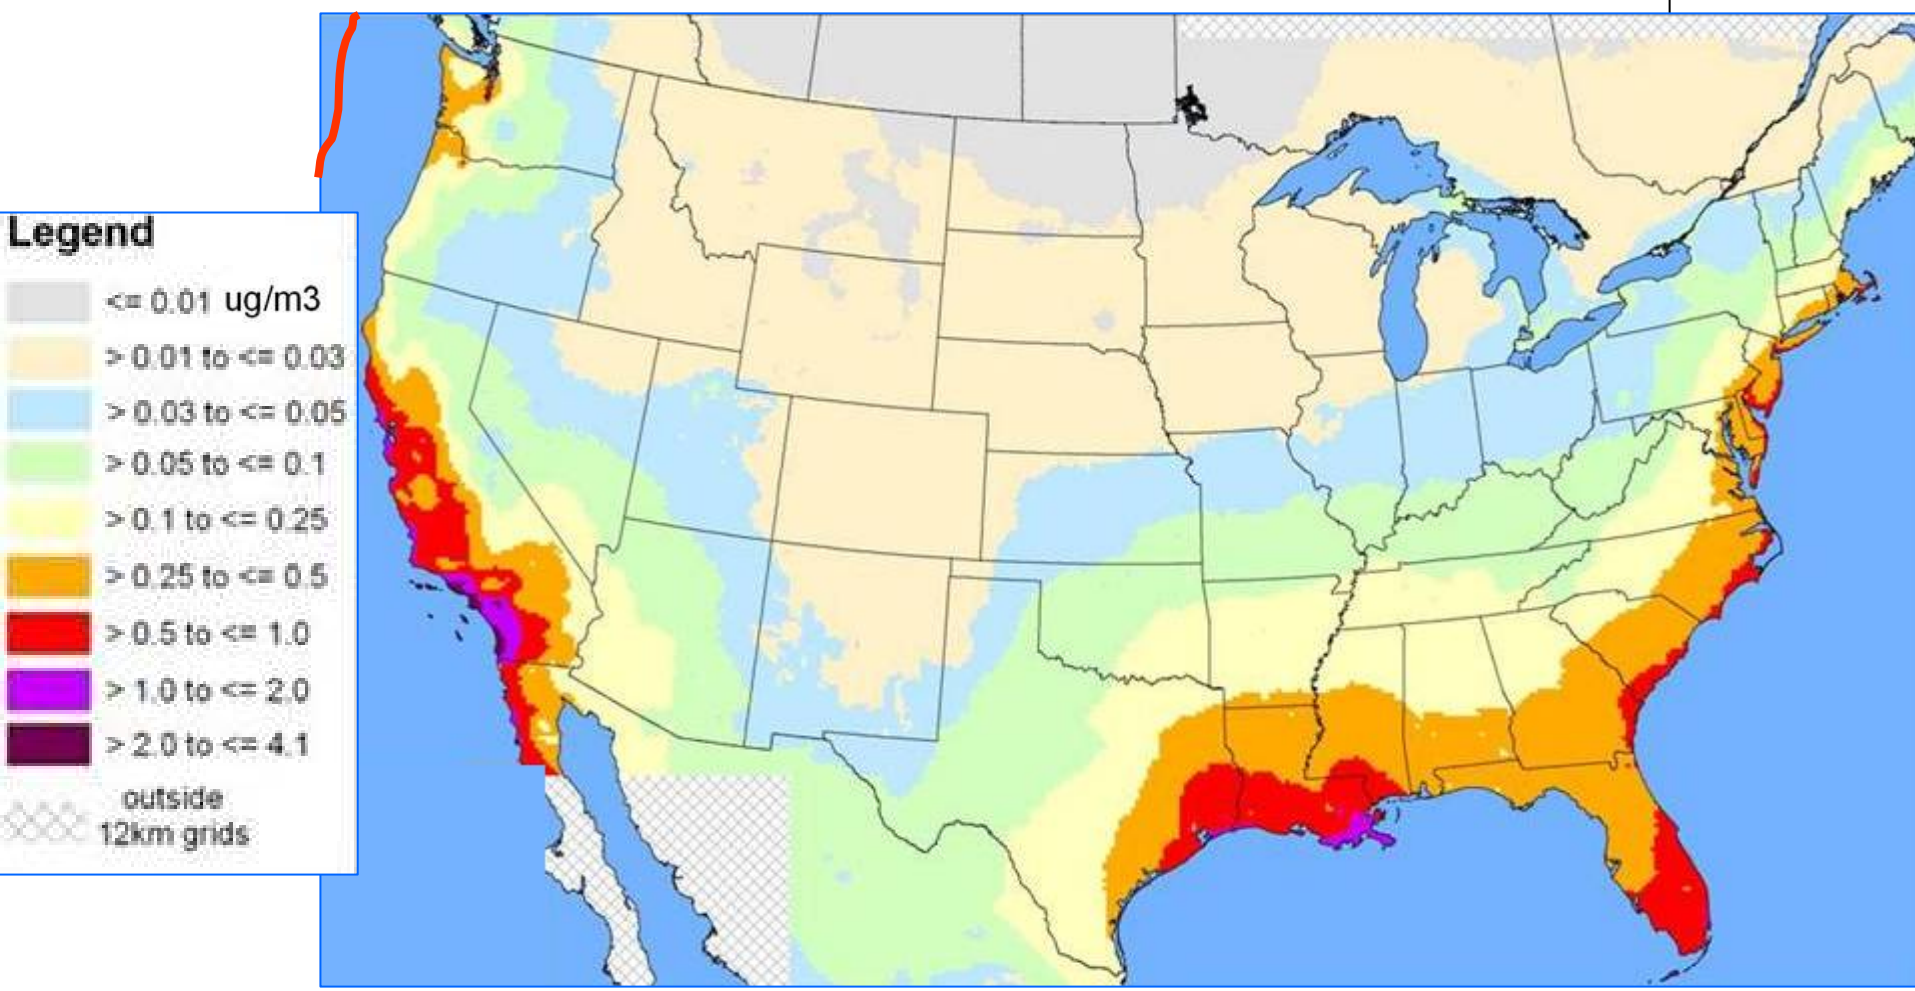 Legend
<= 0.01 ug/m3
> 0.01 to <= 0.03
> 0.03 to <= 0.05
> 0.05 to <= 0.1
> 0.1 to <= 0.25
> 0.25 to <= 0.5
> 0.5 to <= 1.0
> 1.0 to <= 2.0
> 2.0 to <= 4.1
outside
12km grids